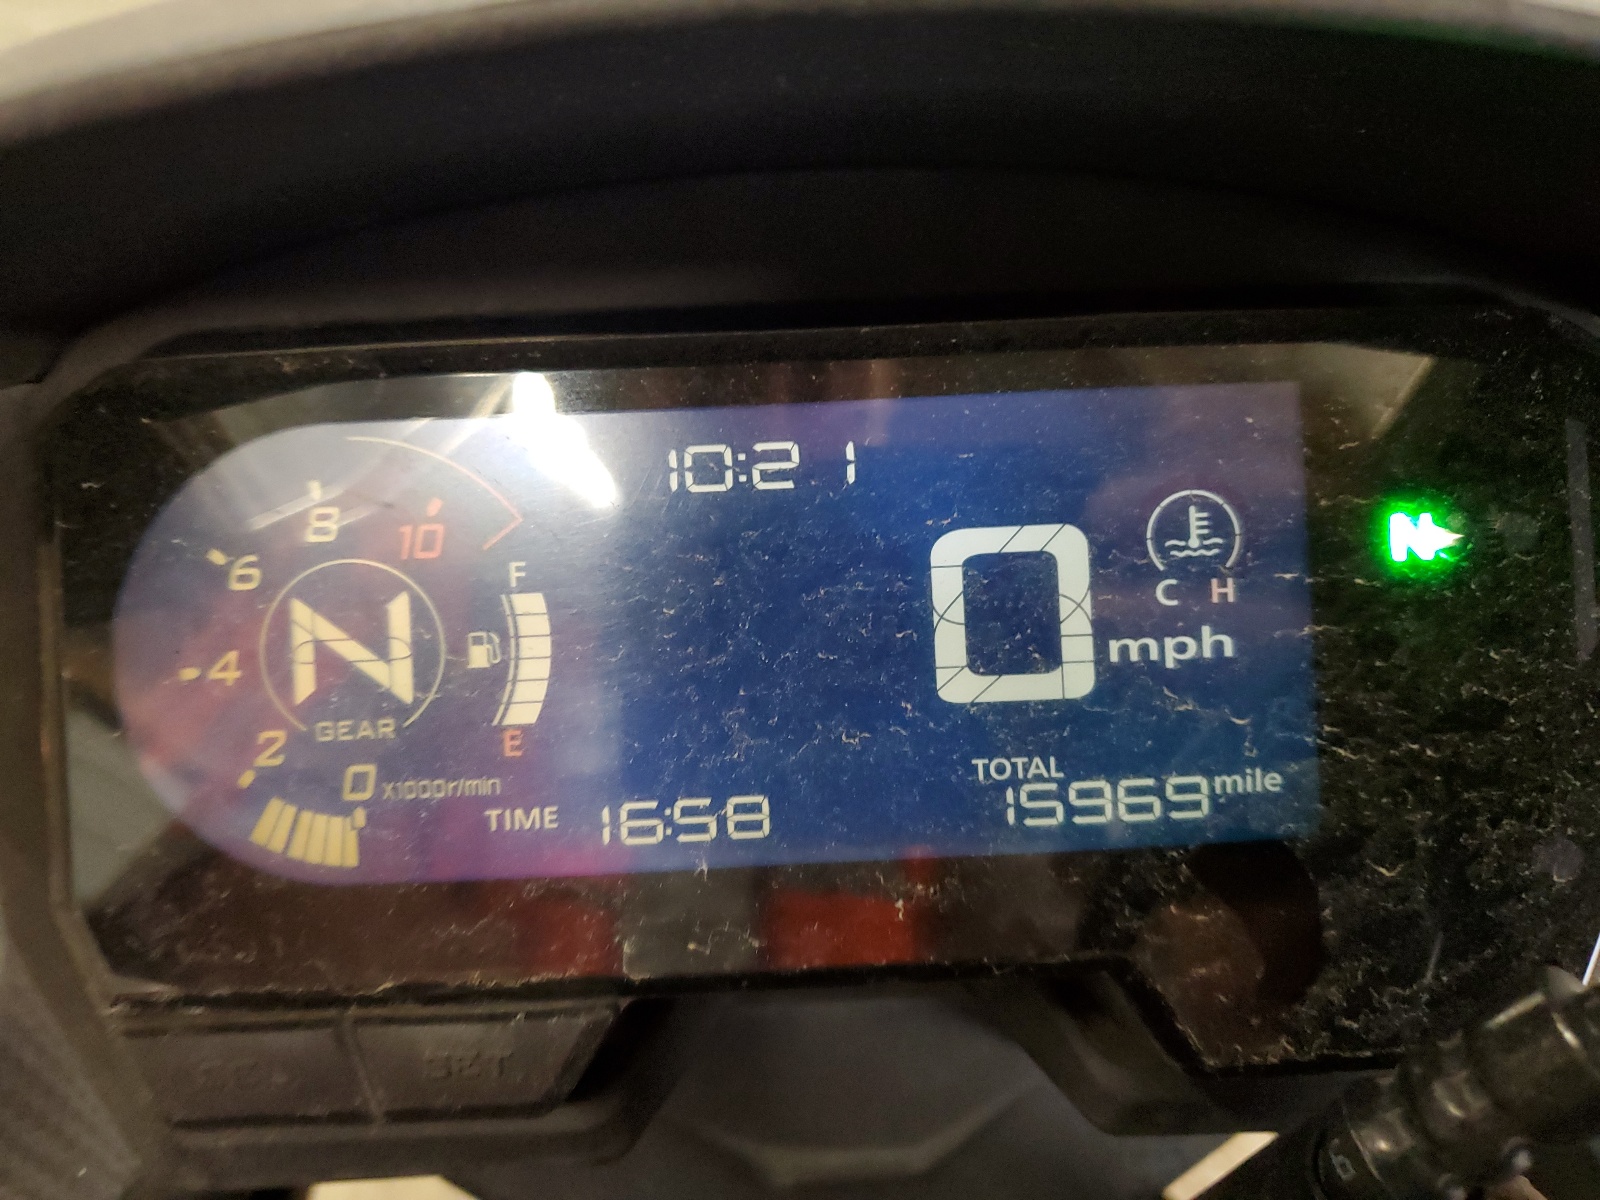 10:21
8
10
6
F
N
4
C H
0 mph
GEAR
2
E
0 x1000r/min
TOTAL
15969 mile
TIME 16:58
N
SET